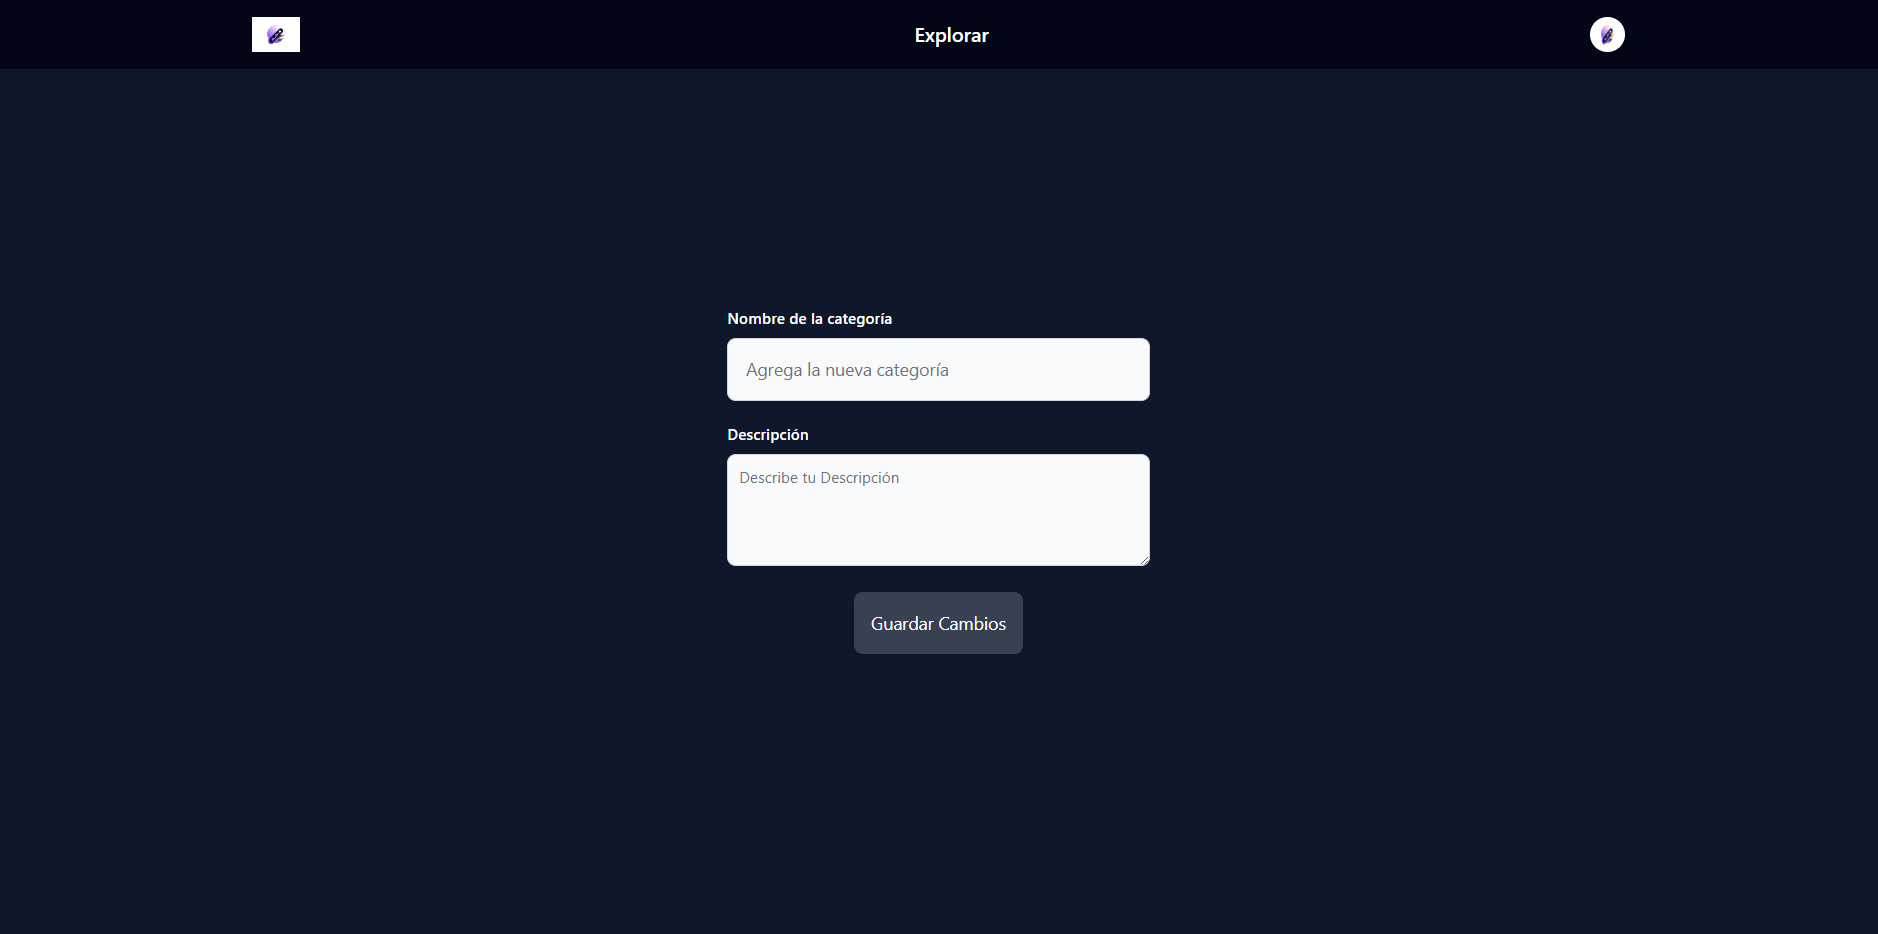 Explorar
Nombre de la categoría
Agrega la nueva categoría
Descripción
Describe tu Descripción
Guardar Cambios